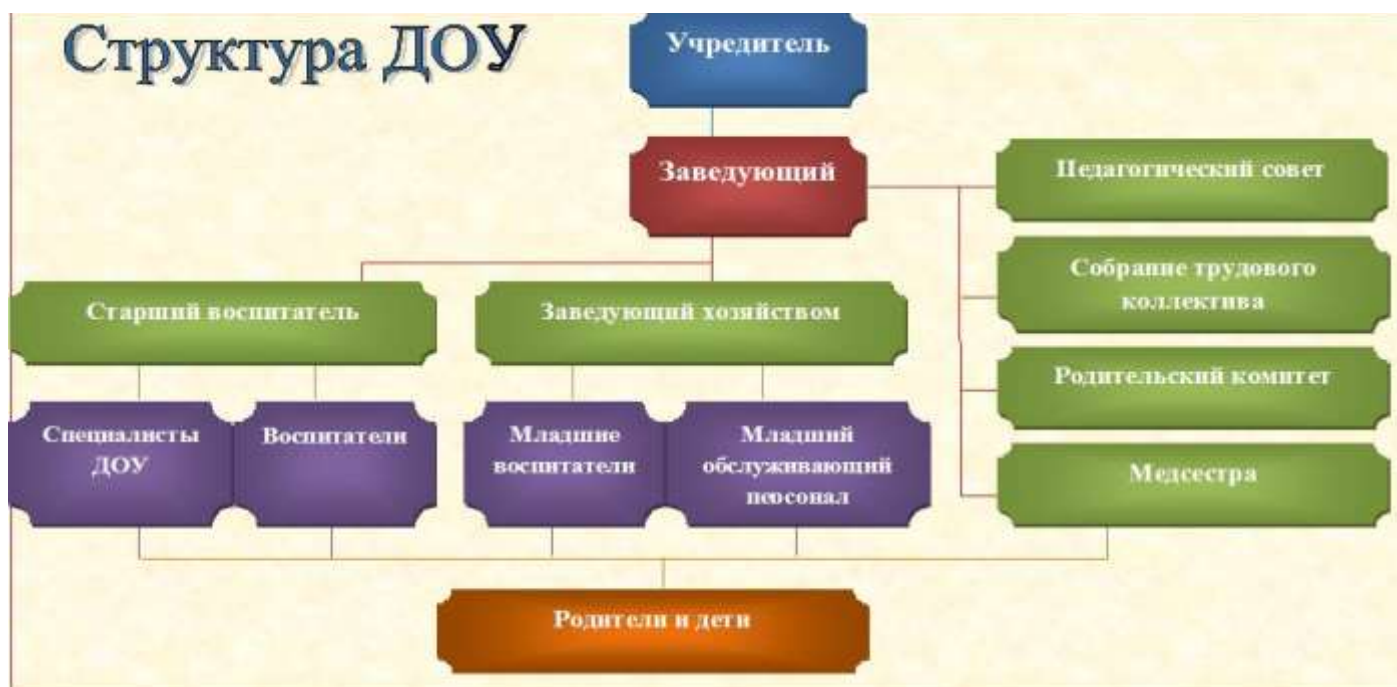 Структура ДОУ
Учредитель
Заведующий
Педагогический совет
Собрание трудового
коллектива
Родительский комитет
Медсестра
Старший воспитатель
Заведующий хозяйством
Специалисты
ДОУ
Воспитатели
Младшие
воспитатели
Младший
обслуживающий
персонал
Родители и дети